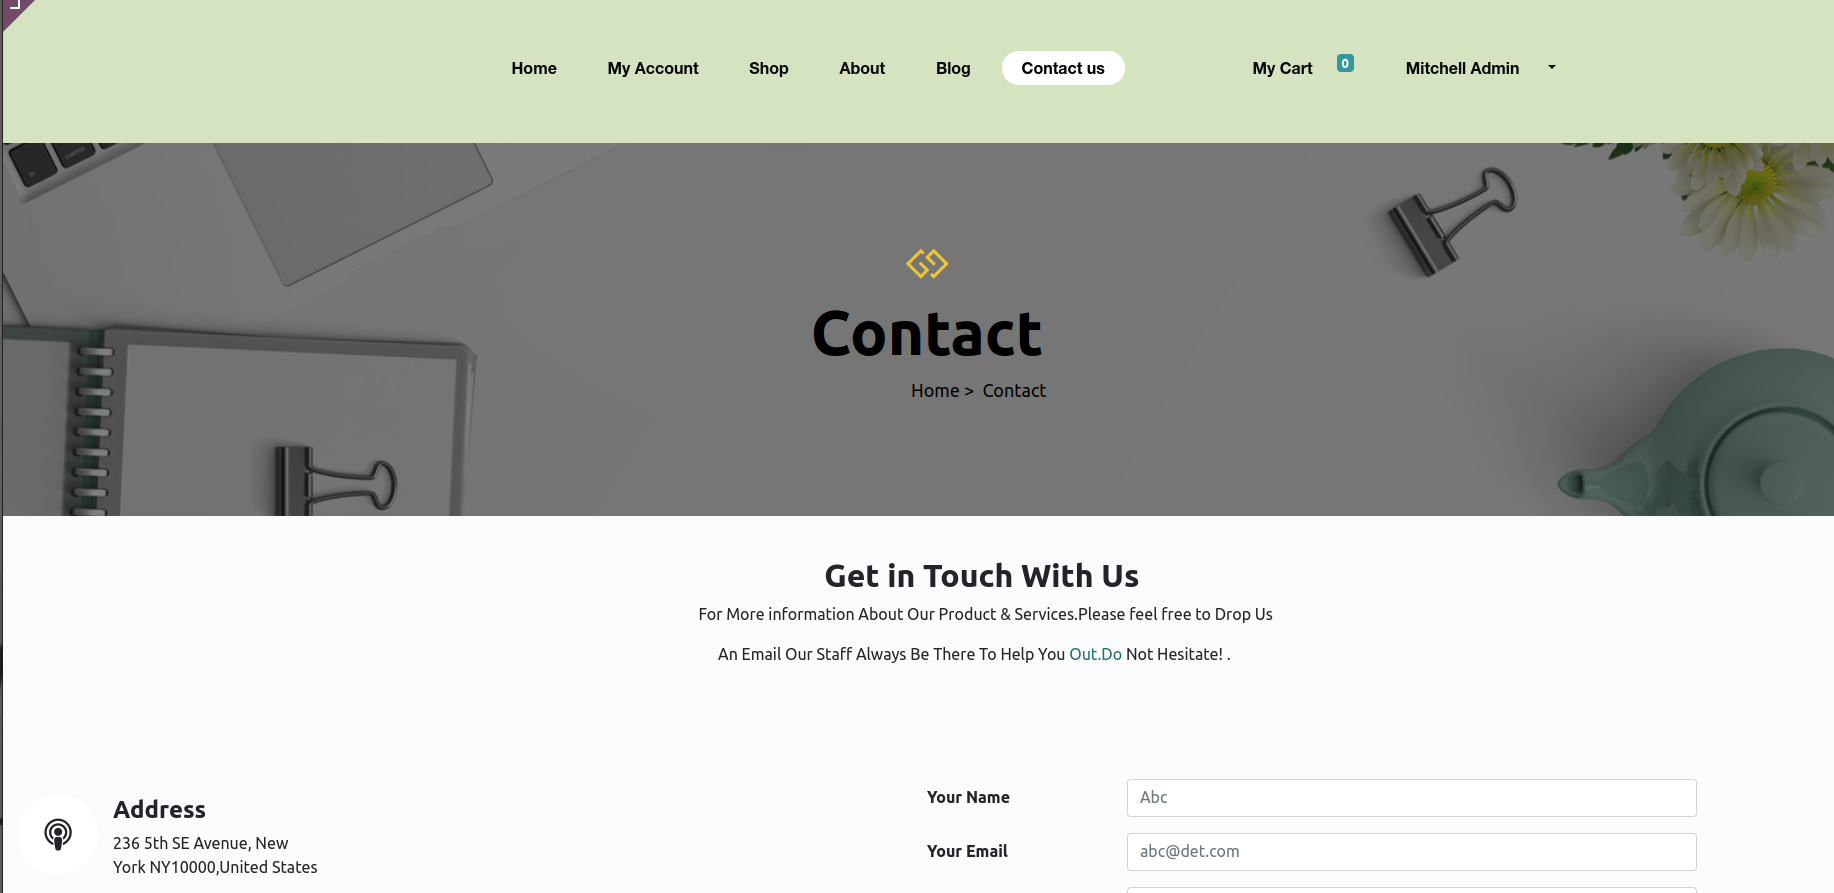 Home My Account Shop About Blog Contact us My Cart 0 Mitchell Admin
Contact
Home > Contact
Get in Touch With Us
For More information About Our Product & Services.Please feel free to Drop Us
An Email Our Staff Always Be There To Help You Out.Do Not Hesitate! .
Address
236 5th SE Avenue, New
York NY10000,United States
Your Name Abc
Your Email abc@det.com